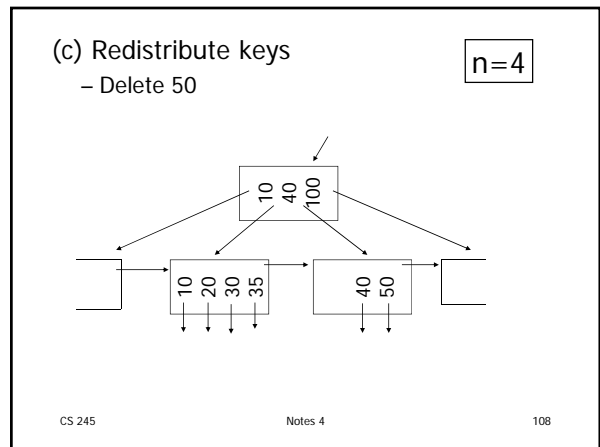 (c) Redistribute keys
– Delete 50
n=4
10 40 100
10 20 30 35
40 50
CS 245 Notes 4 108